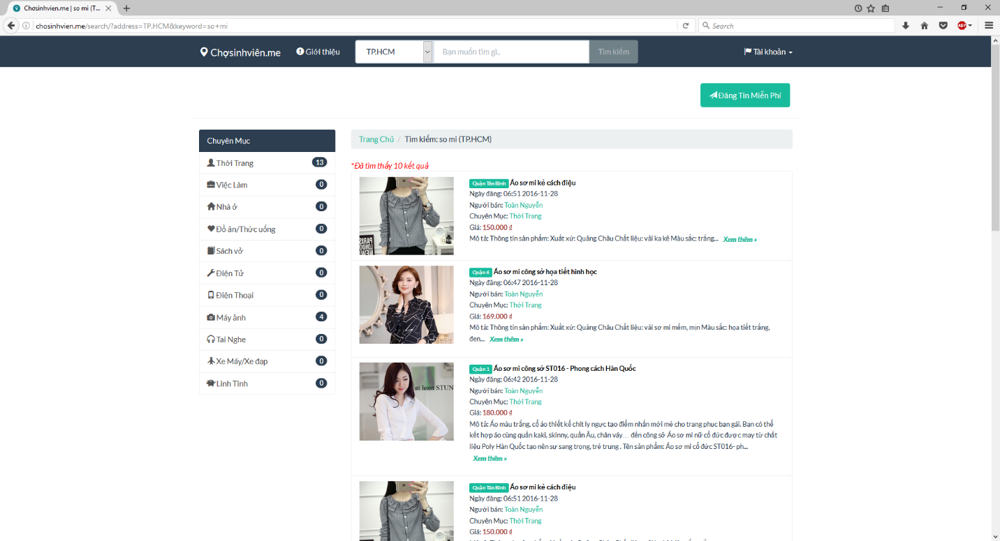 Chợsinhvien.me | so mi (T...
chosinhvien.me/search/?address=TP.HCM&keyword=so+mi
Search
ABP
Chợsinhviên.me
Giới thiệu
TP.HCM
Bạn muốn tìm gì..
Tìm kiếm
Tài khoản
Đăng Tin Miễn Phí
Chuyên Mục
Thời Trang 13
Việc Làm 0
Nhà ở 0
Đồ ăn/Thức uống 0
Sách vở 0
Điện Tử 0
Điện Thoại 0
Máy ảnh 4
Tai Nghe 0
Xe Máy/Xe đạp 0
Linh Tinh 0
Trang Chủ / Tìm kiếm: so mi (TP.HCM)
*Đã tìm thấy 10 kết quả
PARIS
LONDON
NEW
Quận Tân Bình Áo sơ mi kẻ cách điệu
Ngày đăng: 06:51 2016-11-28
Người bán: Toàn Nguyễn
Chuyên Mục: Thời Trang
Giá: 150.000 ₫
Mô tả: Thông tin sản phẩm: Xuất xứ: Quảng Châu Chất liệu: vải ka kê Màu sắc: trắng... Xem thêm »
Quận 6 Áo sơ mi công sở họa tiết hình học
Ngày đăng: 06:47 2016-11-28
Người bán: Toàn Nguyễn
Chuyên Mục: Thời Trang
Giá: 169.000 ₫
Mô tả: Thông tin sản phẩm: Xuất xứ: Quảng Châu Chất liệu: vải sơ mi mềm, mịn Màu sắc: họa tiết trắng,
đen... Xem thêm »
at least STUN
Quận 1 Áo sơ mi công sở ST016 - Phong cách Hàn Quốc
Ngày đăng: 06:42 2016-11-28
Người bán: Toàn Nguyễn
Chuyên Mục: Thời Trang
Giá: 180.000 ₫
Mô tả: Áo màu trắng, cổ áo thiết kế chít ly ngực tạo điểm nhấn mới mẻ cho trang phục bạn gái. Bạn có thể
kết hợp áo cùng quần kaki, skinny, quần Âu, chân váy… đến công sở Áo sơ mi nữ cổ đức được may từ chất
liệu Poly Hàn Quốc tạo nên sự sang trọng, trẻ trung . Tên sản phẩm: Áo sơ mi cổ đức ST016- ph...
Xem thêm »
Quận Tân Bình Áo sơ mi kẻ cách điệu
Ngày đăng: 06:51 2016-11-28
Người bán: Toàn Nguyễn
Chuyên Mục: Thời Trang
Giá: 150.000 ₫